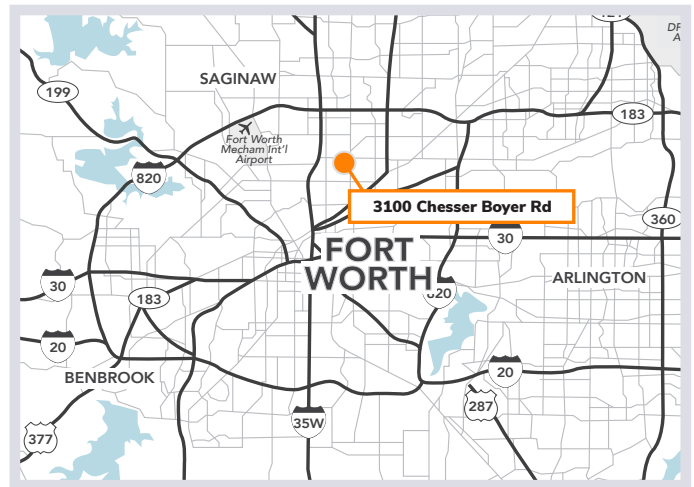 DF
A
SAGINAW
199
183
Fort Worth
Mecham Int'l
Airport
820
3100 Chesser Boyer Rd
360
30
FORT
WORTH
30
183
ARLINGTON
20
20
BENBROOK
287
35W
377